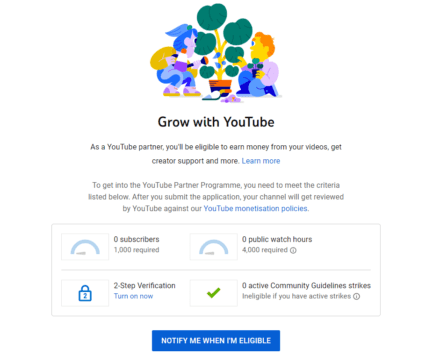 Grow with YouTube
As a YouTube partner, you'll be eligible to earn money from your videos, get
creator support and more. Learn more
To get into the YouTube Partner Programme, you need to meet the criteria
listed below. After you submit the application, your channel will get reviewed
by YouTube against our YouTube monetisation policies.
0 subscribers
1,000 required
0 public watch hours
4,000 required
2-Step Verification
Turn on now
2
0 active Community Guidelines strikes
Ineligible if you have active strikes
NOTIFY ME WHEN I'M ELIGIBLE